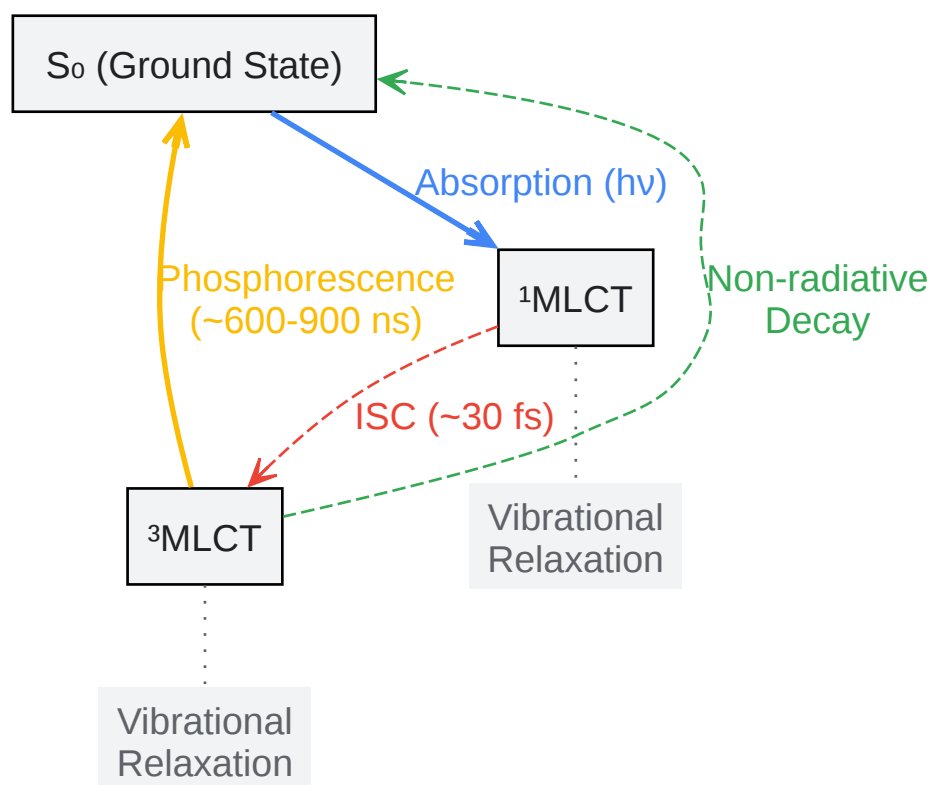 S₀ (Ground State)
Absorption (hν)
Phosphorescence
(~600-900 ns)
¹MLCT
Non-radiative
Decay
ISC (~30 fs)
³MLCT
Vibrational
Relaxation
Vibrational
Relaxation